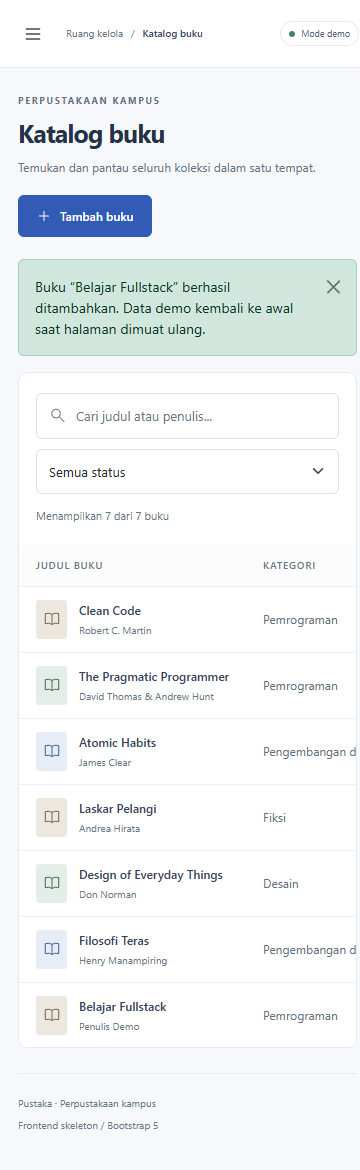 Ruang kelola / Katalog buku Mode demo
PERPUSTAKAAN KAMPUS
Katalog buku
Temukan dan pantau seluruh koleksi dalam satu tempat.
+ Tambah buku
Buku “Belajar Fullstack” berhasil
ditambahkan. Data demo kembali ke awal
saat halaman dimuat ulang.
Cari judul atau penulis...
Semua status
Menampilkan 7 dari 7 buku
JUDUL BUKU KATEGORI
Clean Code
Robert C. Martin
Pemrograman
The Pragmatic Programmer
David Thomas & Andrew Hunt
Pemrograman
Atomic Habits
James Clear
Pengembangan d
Laskar Pelangi
Andrea Hirata
Fiksi
Design of Everyday Things
Don Norman
Desain
Filosofi Teras
Henry Manampiring
Pengembangan d
Belajar Fullstack
Penulis Demo
Pemrograman
Pustaka · Perpustakaan kampus
Frontend skeleton / Bootstrap 5